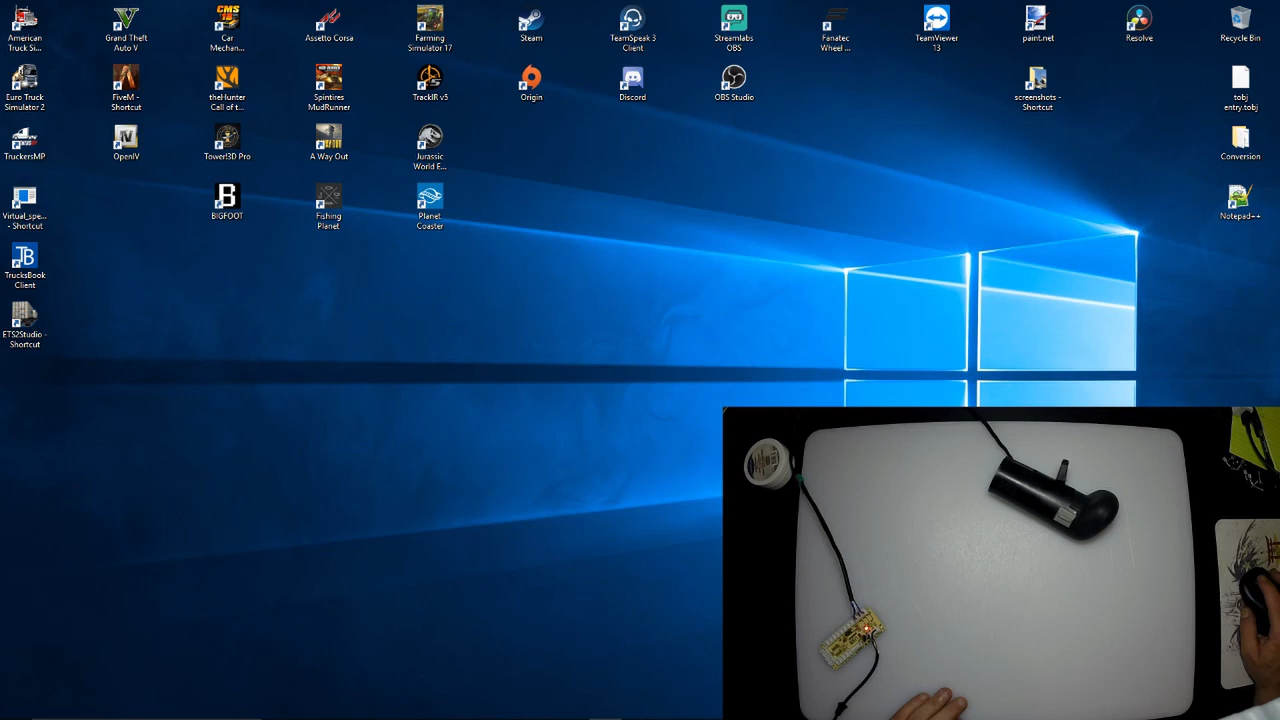 American
Truck Si...
Grand Theft
Auto V
Car
Mechan...
Assetto Corsa
Farming
Simulator 17
Steam
TeamSpeak 3
Client
Streamlabs
OBS
Fanatec
Wheel ...
TeamViewer
13
paint.net
Resolve
Recycle Bin
Euro Truck
Simulator 2
FiveM -
Shortcut
theHunter
Call of t...
Spintires
MudRunner
TrackIR v5
Origin
Discord
OBS Studio
screenshots -
Shortcut
tobj
entry.tobj
TruckersMP
OpenIV
Tower!3D Pro
A Way Out
Jurassic
World E...
Conversion
Virtual_spe...
- Shortcut
BIGFOOT
Fishing
Planet
Planet
Coaster
Notepad++
TrucksBook
Client
ETS2Studio -
Shortcut